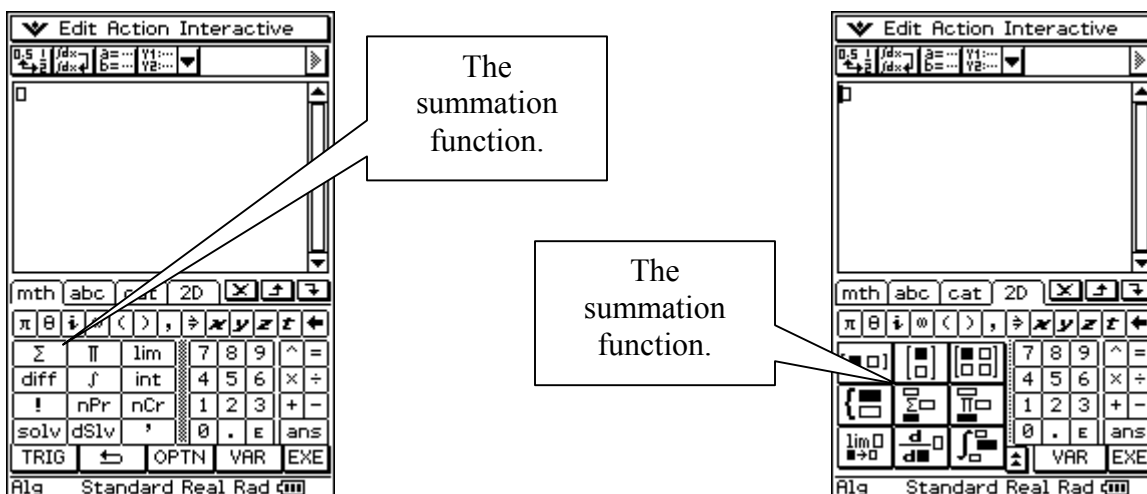 Edit Action Interactive
The
summation
function.
mth abc cat 2D
π θ i ∞ ( ) , ⇒ x y z t ←
Σ Π lim 7 8 9 ^ =
diff ∫ int 4 5 6 × ÷
! nPr nCr 1 2 3 + −
solv dSlv ' 0 . E ans
TRIG OPTN VAR EXE
Alg Standard Real Rad
Edit Action Interactive
The
summation
function.
mth abc cat 2D
π θ i ∞ ( ) , ⇒ x y z t ←
7 8 9 ^ =
4 5 6 × ÷
Σ Π 1 2 3 + −
lim d/d ∫ 0 . E ans
VAR EXE
Alg Standard Real Rad